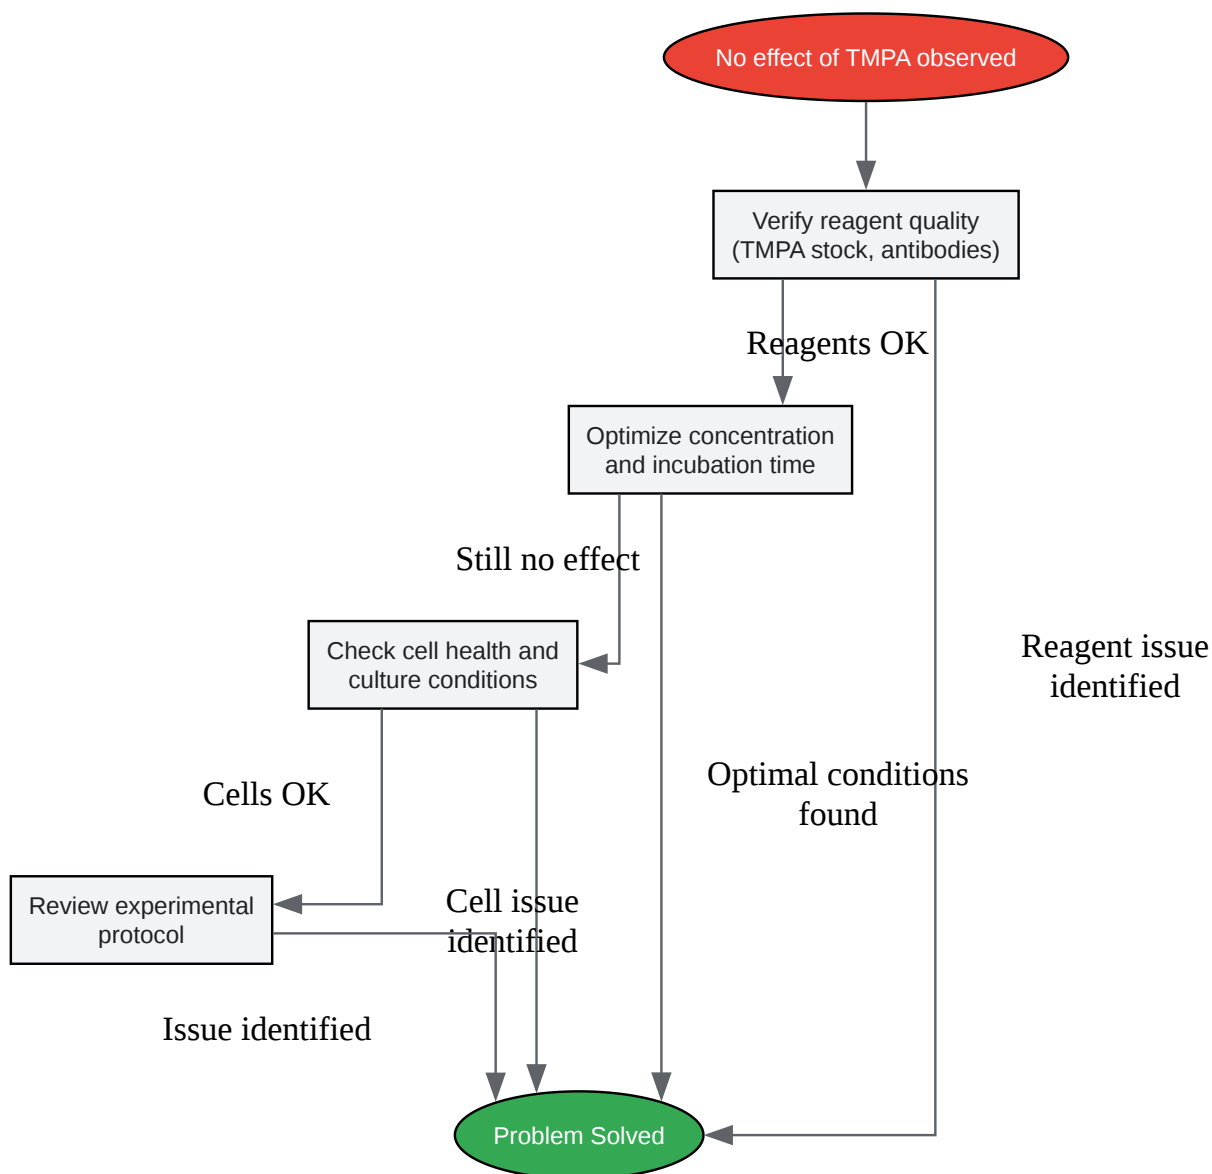 No effect of TMPA observed
Verify reagent quality
(TMPA stock, antibodies)
Reagents OK
Optimize concentration
and incubation time
Still no effect
Check cell health and
culture conditions
Reagent issue
identified
Optimal conditions
found
Cells OK
Review experimental
protocol
Cell issue
identified
Issue identified
Problem Solved